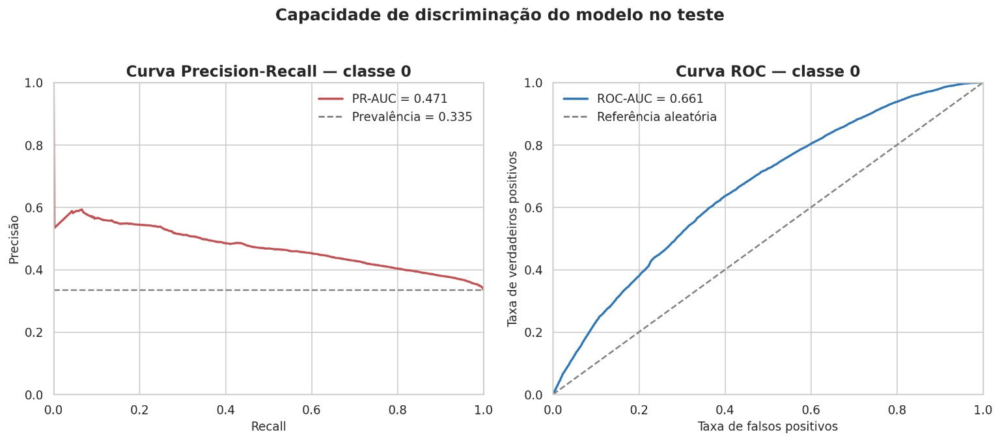 Capacidade de discriminação do modelo no teste
Curva Precision-Recall — classe 0
1.0
0.8
0.6
0.4
0.2
0.0
Precisão
PR-AUC = 0.471
Prevalência = 0.335
0.0 0.2 0.4 0.6 0.8 1.0
Recall
Curva ROC — classe 0
1.0
0.8
0.6
0.4
0.2
0.0
Taxa de verdadeiros positivos
ROC-AUC = 0.661
Referência aleatória
0.0 0.2 0.4 0.6 0.8 1.0
Taxa de falsos positivos